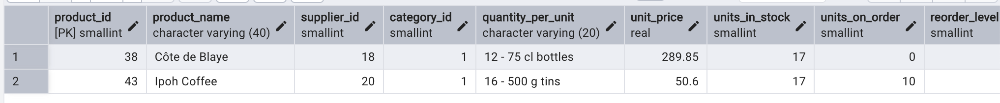 product_id product_name supplier_id category_id quantity_per_unit unit_price units_in_stock units_on_order reorder_level
[PK] smallint character varying (40) smallint smallint character varying (20) real smallint smallint smallint
1 38 Côte de Blaye 18 1 12 - 75 cl bottles 289.85 17 0
2 43 Ipoh Coffee 20 1 16 - 500 g tins 50.6 17 10